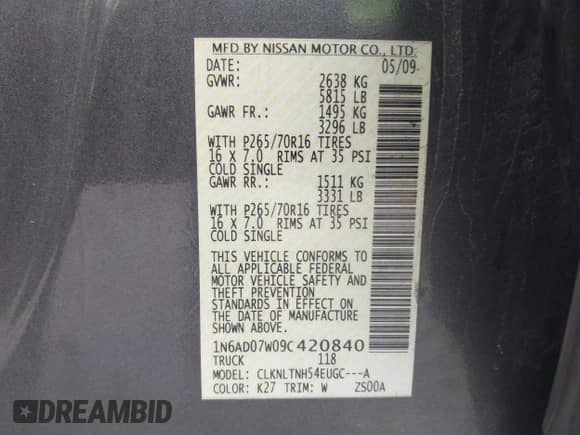 MFD BY NISSAN MOTOR CO., LTD.
DATE: 05/09
GVWR: 2638 KG
5815 LB
GAWR FR.: 1495 KG
3296 LB
WITH P265/70R16 TIRES
16 X 7.0 RIMS AT 35 PSI
COLD SINGLE
GAWR RR.: 1511 KG
3331 LB
WITH P265/70R16 TIRES
16 X 7.0 RIMS AT 35 PSI
COLD SINGLE
THIS VEHICLE CONFORMS TO
ALL APPLICABLE FEDERAL
MOTOR VEHICLE SAFETY AND
THEFT PREVENTION
STANDARDS IN EFFECT ON
THE DATE OF MANUFACTURE
SHOWN ABOVE.
1N6AD07W09C420840
TRUCK 118
MODEL: CLKNLTNH54EUGC---A
COLOR: K27 TRIM: W ZS00A
DREAMBID